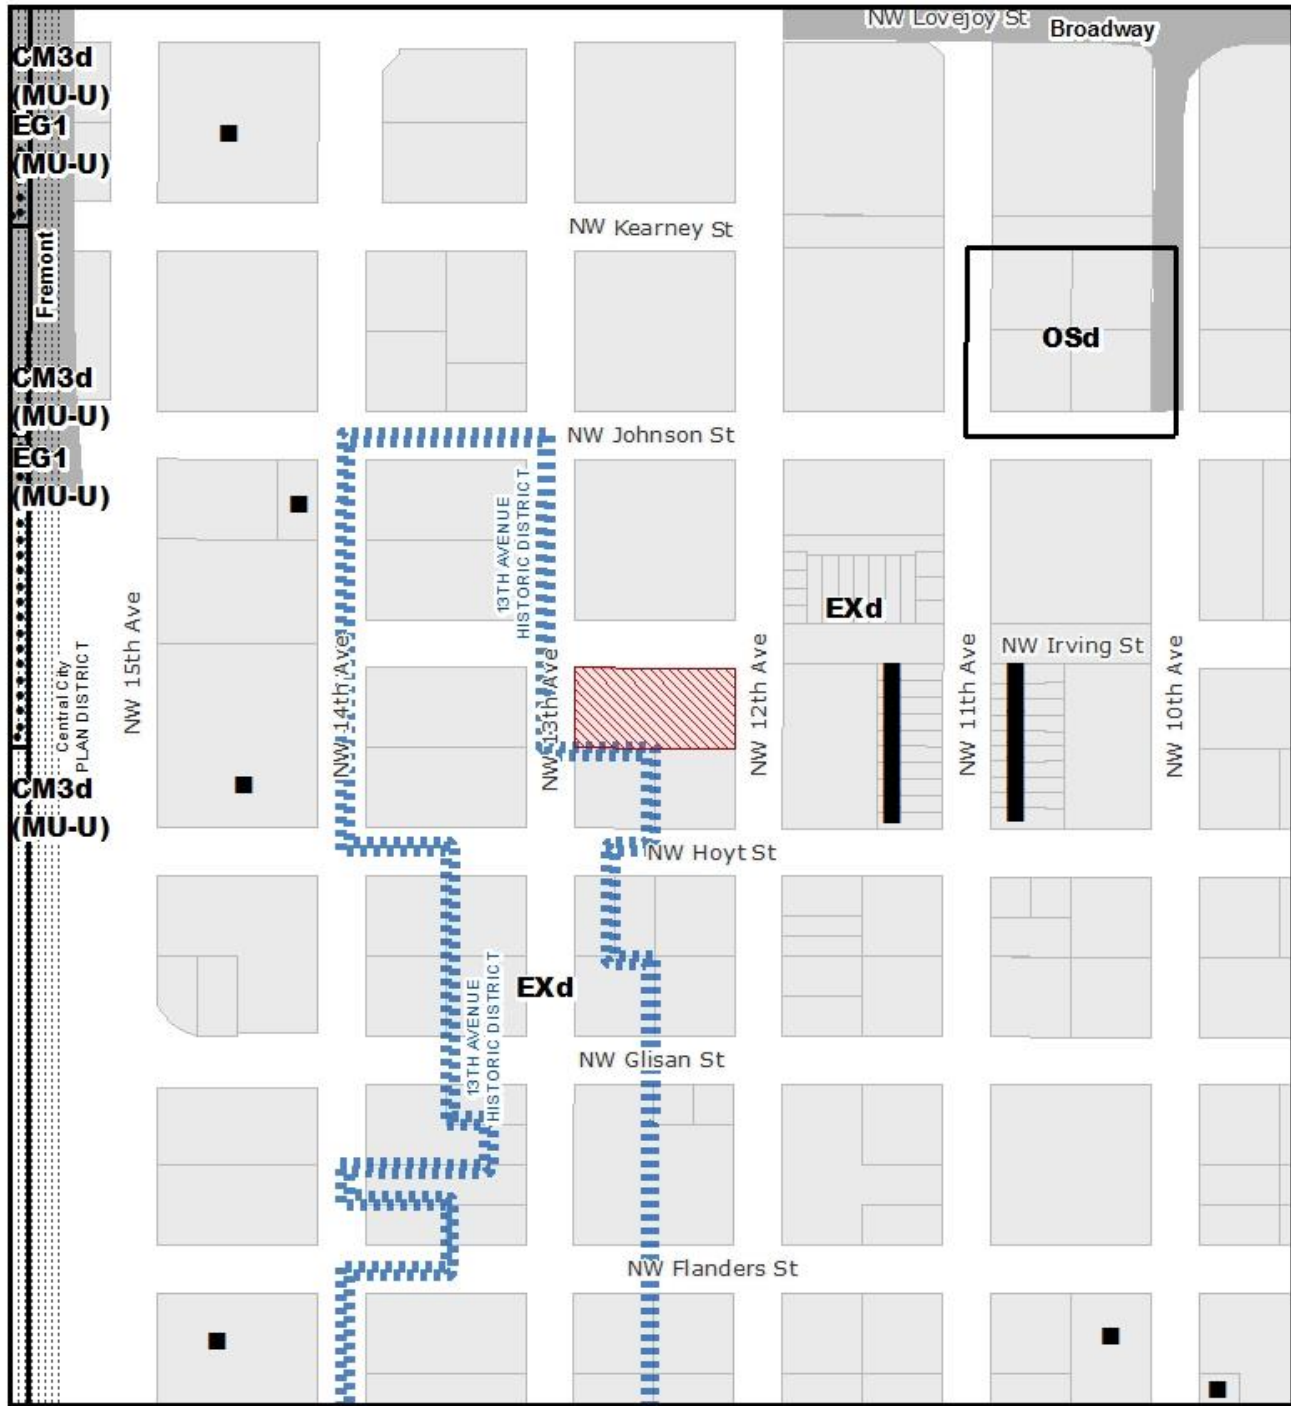 NW Lovejoy St
Broadway
CM3d
(MU-U)
EG1
(MU-U)
NW Kearney St
Fremont
OSd
CM3d
(MU-U)
EG1
(MU-U)
NW Johnson St
13TH AVENUE
HISTORIC DISTRICT
EXd
NW Irving St
Central City
PLAN DISTRICT
NW 15th Ave
NW 14th Ave
NW 13th Ave
NW 12th Ave
NW 11th Ave
NW 10th Ave
CM3d
(MU-U)
NW Hoyt St
EXd
13TH AVENUE
HISTORIC DISTRICT
NW Glisan St
NW Flanders St